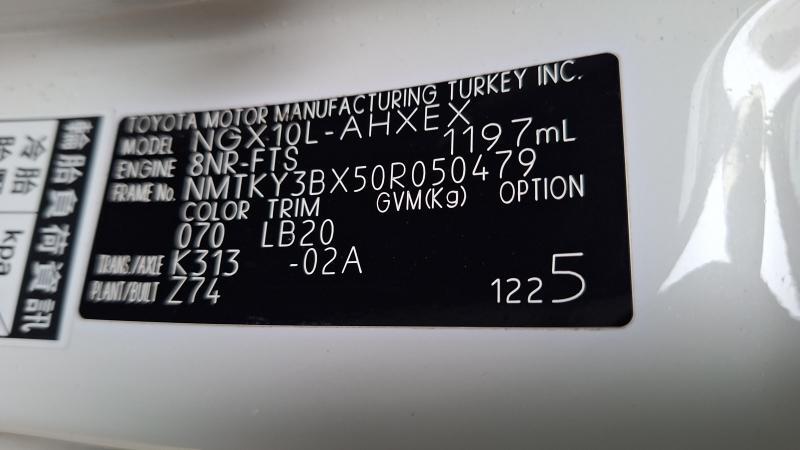 TOYOTA MOTOR MANUFACTURING TURKEY INC.
MODEL NGX10L-AHXEX
ENGINE 8NR-FTS 1197mL
FRAME No. NMTKY3BX50R050479
COLOR TRIM GVM(Kg) OPTION
070 LB20
TRANS./AXLE K313 -02A
PLANT/BUILT Z74
1225
輪胎負荷資訊
冷胎
kpa